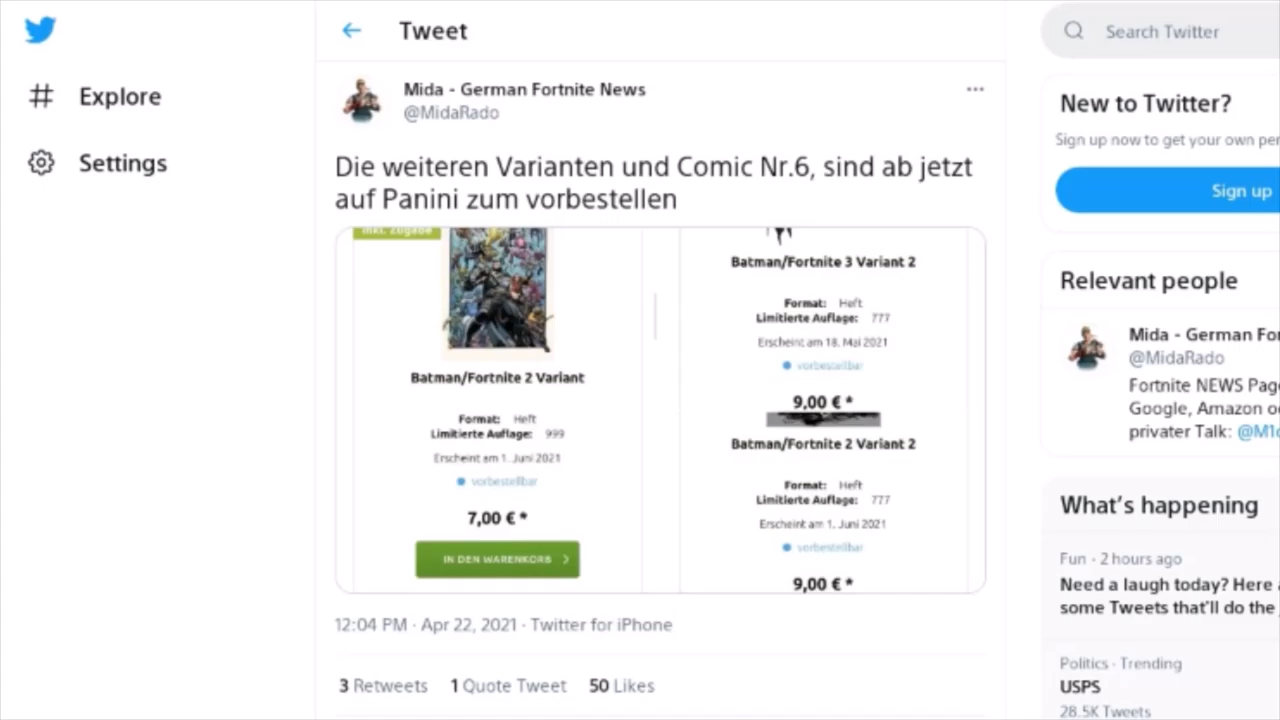 Tweet
Search Twitter
Explore
Settings
Mida - German Fortnite News
@MidaRado
Die weiteren Varianten und Comic Nr.6, sind ab jetzt
auf Panini zum vorbestellen
inkl. Zugabe
Batman/Fortnite 2 Variant
Format: Heft
Limitierte Auflage: 999
Erscheint am 1. Juni 2021
vorbestellbar
7,00 € *
IN DEN WARENKORB
Batman/Fortnite 3 Variant 2
Format: Heft
Limitierte Auflage: 777
Erscheint am 18. Mai 2021
vorbestellbar
9,00 € *
Batman/Fortnite 2 Variant 2
Format: Heft
Limitierte Auflage: 777
Erscheint am 1. Juni 2021
vorbestellbar
9,00 € *
12:04 PM · Apr 22, 2021 · Twitter for iPhone
3 Retweets 1 Quote Tweet 50 Likes
New to Twitter?
Sign up now to get your own per
Sign up
Relevant people
Mida - German For
@MidaRado
Fortnite NEWS Page
Google, Amazon o
privater Talk: @M1
What's happening
Fun · 2 hours ago
Need a laugh today? Here a
some Tweets that'll do the
Politics · Trending
USPS
28.5K Tweets